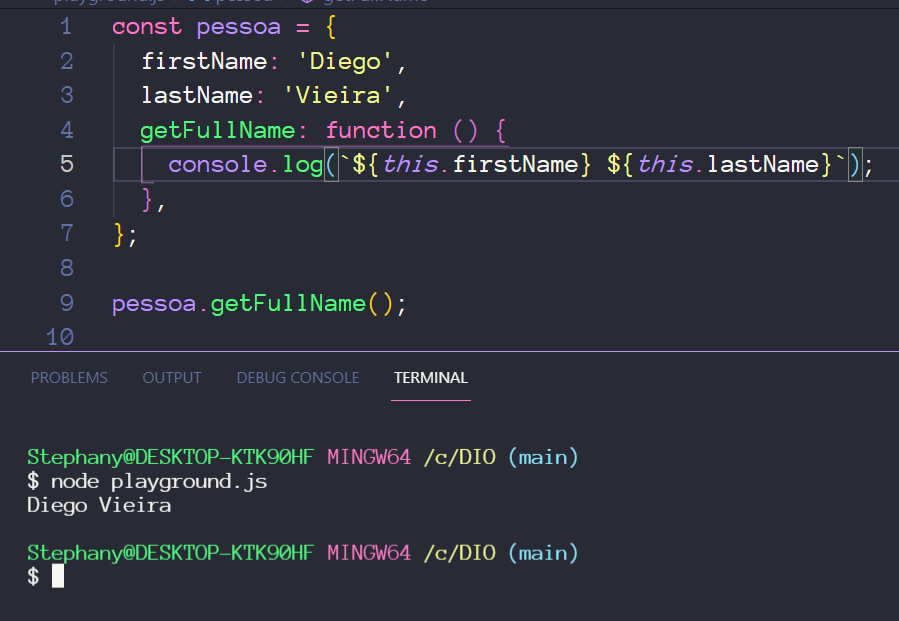 1 const pessoa = {
2 firstName: 'Diego',
3 lastName: 'Vieira',
4 getFullName: function () {
5 console.log(`${this.firstName} ${this.lastName}`);
6 },
7 };
8
9 pessoa.getFullName();
10
PROBLEMS OUTPUT DEBUG CONSOLE TERMINAL
Stephany@DESKTOP-KTK90HF MINGW64 /c/DIO (main)
$ node playground.js
Diego Vieira
Stephany@DESKTOP-KTK90HF MINGW64 /c/DIO (main)
$